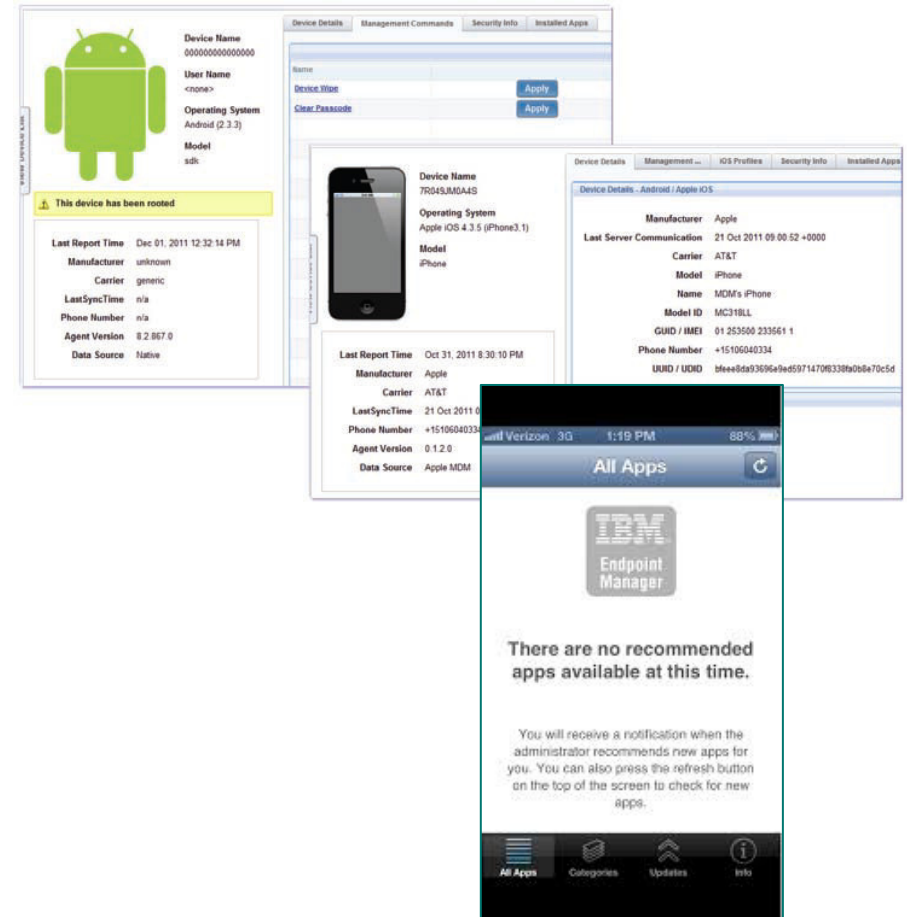 Device Details Management Commands Security Info Installed Apps
Device Name
000000000000000
User Name
<none>
Operating System
Android (2.3.3)
Model
sdk
Name
Device Wipe Apply
Clear Passcode Apply
This device has been rooted
Last Report Time Dec 01, 2011 12:32:14 PM
Manufacturer unknown
Carrier generic
LastSyncTime n/a
Phone Number n/a
Agent Version 8.2.867.0
Data Source Native
Device Name
7R049JM0A4S
Operating System
Apple iOS 4.3.5 (iPhone3.1)
Model
iPhone
Last Report Time Oct 31, 2011 8:30:10 PM
Manufacturer Apple
Carrier AT&T
LastSyncTime 21 Oct 2011 0
Phone Number +1510604033
Agent Version 0.1.2.0
Data Source Apple MDM
Device Details Management ... iOS Profiles Security Info Installed Apps
Device Details - Android / Apple iOS
Manufacturer Apple
Last Server Communication 21 Oct 2011 09:00:52 +0000
Carrier AT&T
Model iPhone
Name MDM's iPhone
Model ID MC318LL
GUID / IMEI 01 253500 233561 1
Phone Number +15106040334
UUID / UDID
Verizon 3G 1:19 PM 88%
All Apps
IBM
Endpoint
Manager
There are no recommended
apps available at this time.
You will receive a notification when the
administrator recommends new apps for
you. You can also press the refresh button
on the top of the screen to check for new
apps.
All Apps Categories Updates Info